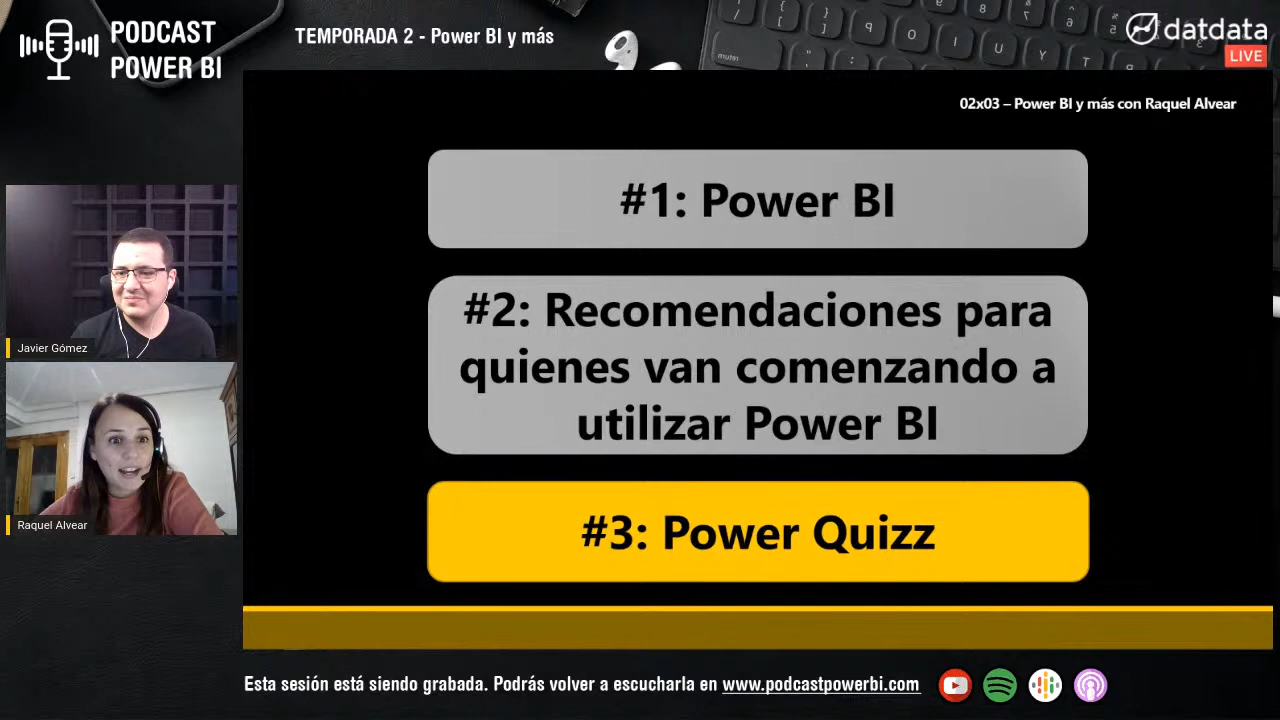 PODCAST
POWER BI
TEMPORADA 2 - Power BI y más
datdata
LIVE
02x03 – Power BI y más con Raquel Alvear
#1: Power BI
#2: Recomendaciones para
quienes van comenzando a
utilizar Power BI
#3: Power Quizz
Javier Gómez
Raquel Alvear
Esta sesión está siendo grabada. Podrás volver a escucharla en www.podcastpowerbi.com